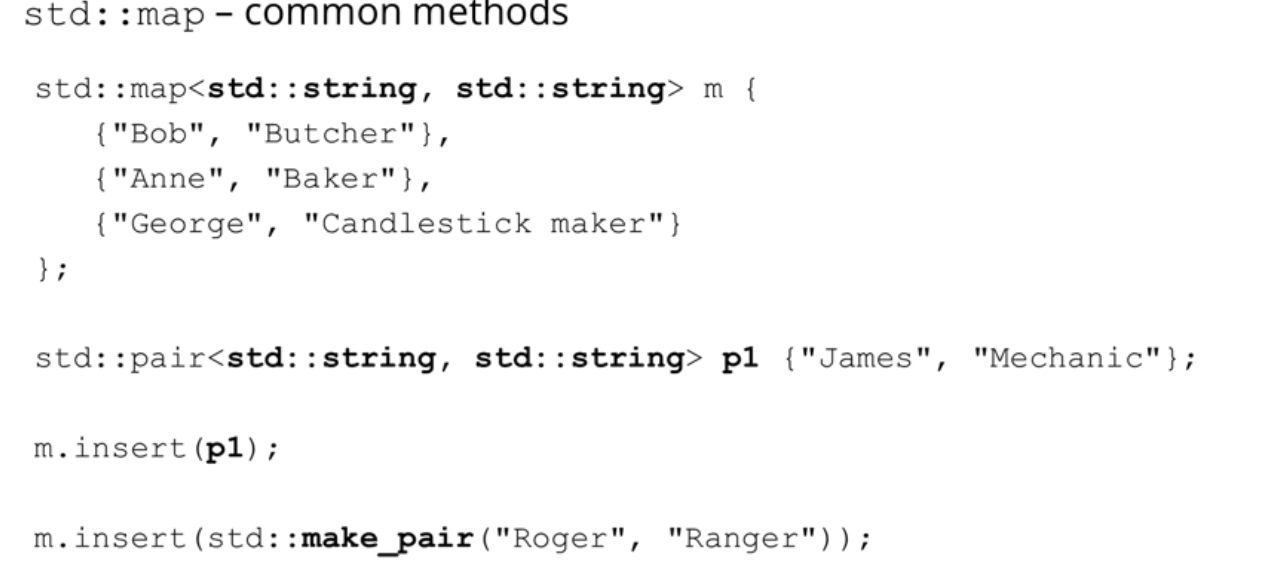 std::map – common methods
std::map<std::string, std::string> m {
{"Bob", "Butcher"},
{"Anne", "Baker"},
{"George", "Candlestick maker"}
};
std::pair<std::string, std::string> p1 {"James", "Mechanic"};
m.insert(p1);
m.insert(std::make_pair("Roger", "Ranger"));